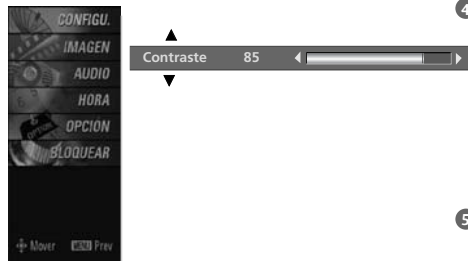 CONFIGU.
IMAGEN
AUDIO
HORA
OPCION
BLOQUEAR
Mover MENU Prev
Contraste 85
4
5